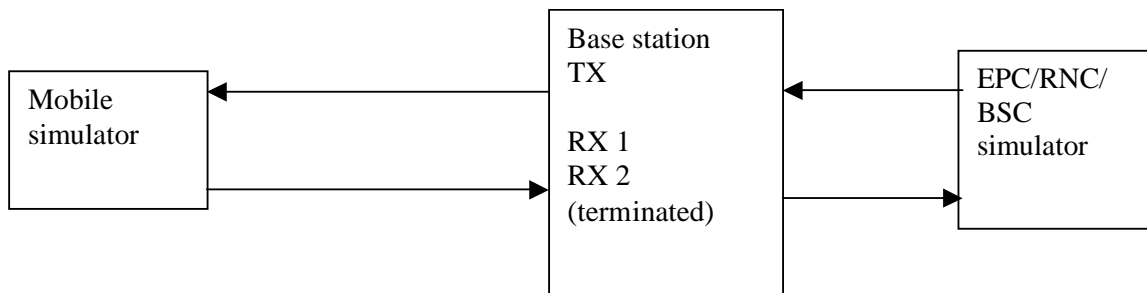 Mobile
simulator
Base station
TX
RX 1
RX 2
(terminated)
EPC/RNC/
BSC
simulator